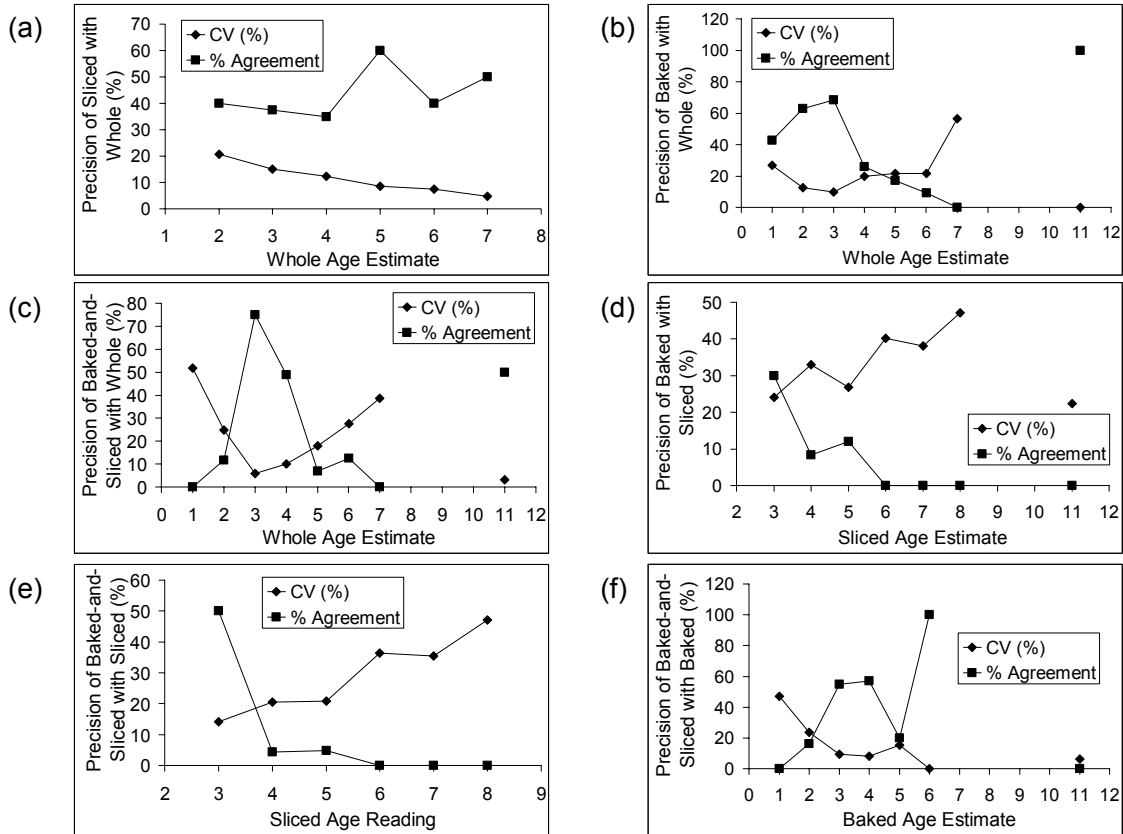 (a)
Precision of Sliced with
Whole (%)
70
60
50
40
30
20
10
0
CV (%)
% Agreement
1 2 3 4 5 6 7 8
Whole Age Estimate
(b)
Precision of Baked with
Whole (%)
120
100
80
60
40
20
0
CV (%)
% Agreement
0 1 2 3 4 5 6 7 8 9 10 11 12
Whole Age Estimate
(c)
Precision of Baked-and-
Sliced with Whole (%)
80
70
60
50
40
30
20
10
0
CV (%)
% Agreement
0 1 2 3 4 5 6 7 8 9 10 11 12
Whole Age Estimate
(d)
Precision of Baked with
Sliced (%)
50
40
30
20
10
0
CV (%)
% Agreement
2 3 4 5 6 7 8 9 10 11 12
Sliced Age Estimate
(e)
Precision of Baked-and-
Sliced with Sliced (%)
60
50
40
30
20
10
0
CV (%)
% Agreement
2 3 4 5 6 7 8 9
Sliced Age Reading
(f)
Precision of Baked-and-
Sliced with Baked (%)
120
100
80
60
40
20
0
CV (%)
% Agreement
0 1 2 3 4 5 6 7 8 9 10 11 12
Baked Age Estimate